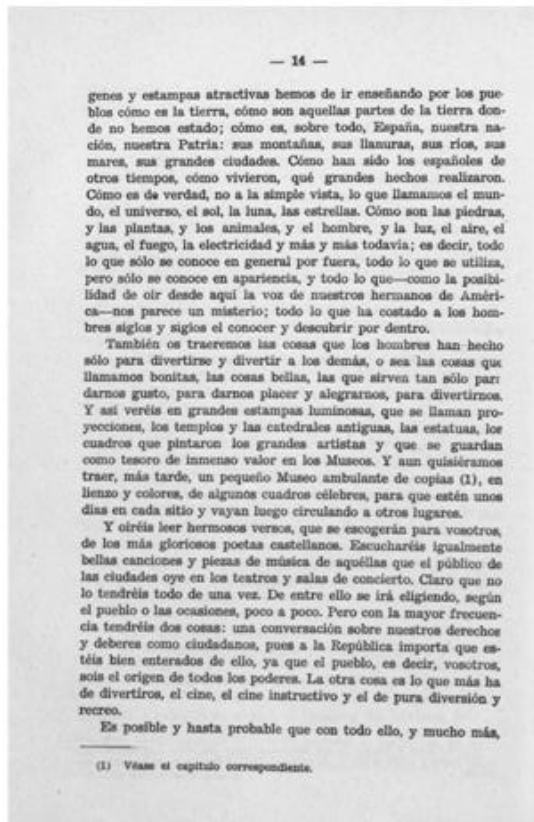 — 14 —
genes y estampas atractivas hemos de ir enseñando por los pue-
blos cómo es la tierra, cómo son aquellas partes de la tierra don-
de no hemos estado; cómo es, sobre todo, España, nuestra na-
ción, nuestra Patria: sus montañas, sus llanuras, sus ríos, sus
mares, sus grandes ciudades. Cómo han sido los españoles de
otros tiempos, cómo vivieron, qué grandes hechos realizaron.
Cómo es de verdad, no a la simple vista, lo que llamamos el mun-
do, el universo, el sol, la luna, las estrellas. Cómo son las piedras,
y las plantas, y los animales, y el hombre, y la luz, el aire, el
agua, el fuego, la electricidad y más y más todavía; es decir, todo
lo que sólo se conoce en general por fuera, todo lo que se utiliza,
pero sólo se conoce en apariencia, y todo lo que—como la posibi-
lidad de oír desde aquí la voz de nuestros hermanos de Améri-
ca—nos parece un misterio; todo lo que ha costado a los hom-
bres siglos y siglos el conocer y descubrir por dentro.
También os traeremos las cosas que los hombres han hecho
sólo para divertirse y divertir a los demás, o sea las cosas que
llamamos bonitas, las cosas bellas, las que sirven tan sólo para
darnos gusto, para darnos placer y alegrarnos, para divertirnos.
Y así veréis en grandes estampas luminosas, que se llaman pro-
yecciones, los templos y las catedrales antiguas, las estatuas, los
cuadros que pintaron los grandes artistas y que se guardan
como tesoro de inmenso valor en los Museos. Y aun quisiéramos
traer, más tarde, un pequeño Museo ambulante de copias (1), en
lienzo y colores, de algunos cuadros célebres, para que estén unos
días en cada sitio y vayan luego circulando a otros lugares.
Y oiréis leer hermosos versos, que se escogerán para vosotros,
de los más gloriosos poetas castellanos. Escucharéis igualmente
bellas canciones y piezas de música de aquéllas que el público de
las ciudades oye en los teatros y salas de concierto. Claro que no
lo tendréis todo de una vez. De entre ello se irá eligiendo, según
el pueblo o las ocasiones, poco a poco. Pero con la mayor frecuen-
cia tendréis dos cosas: una conversación sobre nuestros derechos
y deberes como ciudadanos, pues a la República importa que es-
téis bien enterados de ello, ya que el pueblo, es decir, vosotros,
sois el origen de todos los poderes. La otra cosa es lo que más ha
de divertiros, el cine, el cine instructivo y el de pura diversión y
recreo.
Es posible y hasta probable que con todo ello, y mucho más,
(1) Véase el capítulo correspondiente.